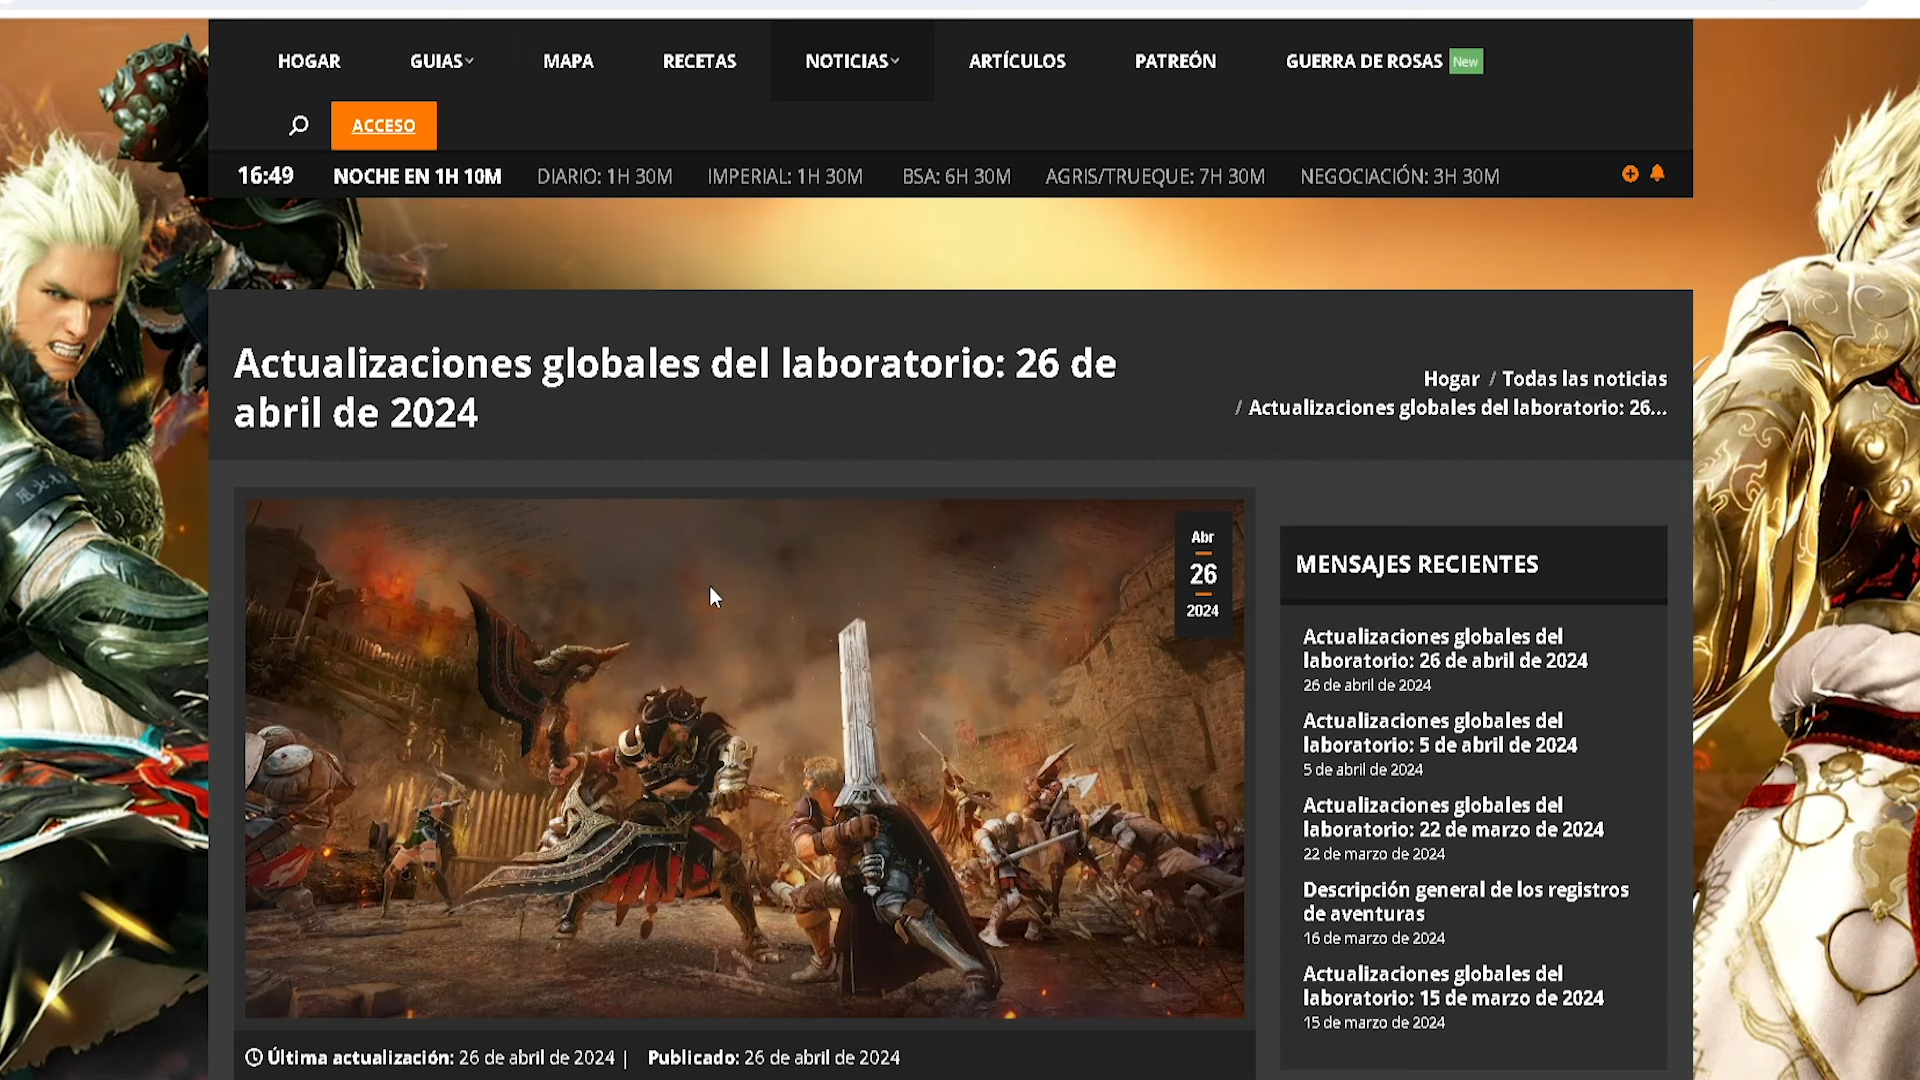 HOGAR GUIAS MAPA RECETAS NOTICIAS ARTÍCULOS PATREÓN GUERRA DE ROSAS New
ACCESO
16:49 NOCHE EN 1H 10M DIARIO: 1H 30M IMPERIAL: 1H 30M BSA: 6H 30M AGRIS/TRUEQUE: 7H 30M NEGOCIACIÓN: 3H 30M
Actualizaciones globales del laboratorio: 26 de
abril de 2024
Hogar / Todas las noticias
/ Actualizaciones globales del laboratorio: 26...
Abr
26
2024
MENSAJES RECIENTES
Actualizaciones globales del
laboratorio: 26 de abril de 2024
26 de abril de 2024
Actualizaciones globales del
laboratorio: 5 de abril de 2024
5 de abril de 2024
Actualizaciones globales del
laboratorio: 22 de marzo de 2024
22 de marzo de 2024
Descripción general de los registros
de aventuras
16 de marzo de 2024
Actualizaciones globales del
laboratorio: 15 de marzo de 2024
15 de marzo de 2024
Última actualización: 26 de abril de 2024 | Publicado: 26 de abril de 2024